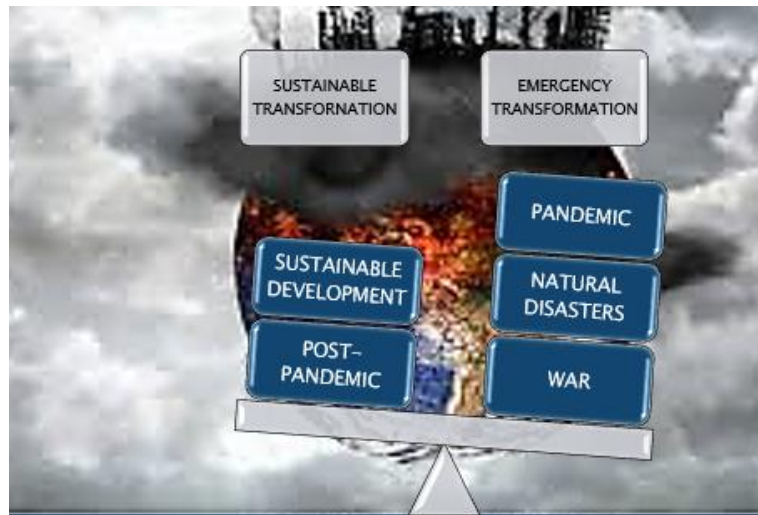 SUSTAINABLE
TRANSFORNATION
EMERGENCY
TRANSFORMATION
SUSTAINABLE
DEVELOPMENT
POST-
PANDEMIC
PANDEMIC
NATURAL
DISASTERS
WAR